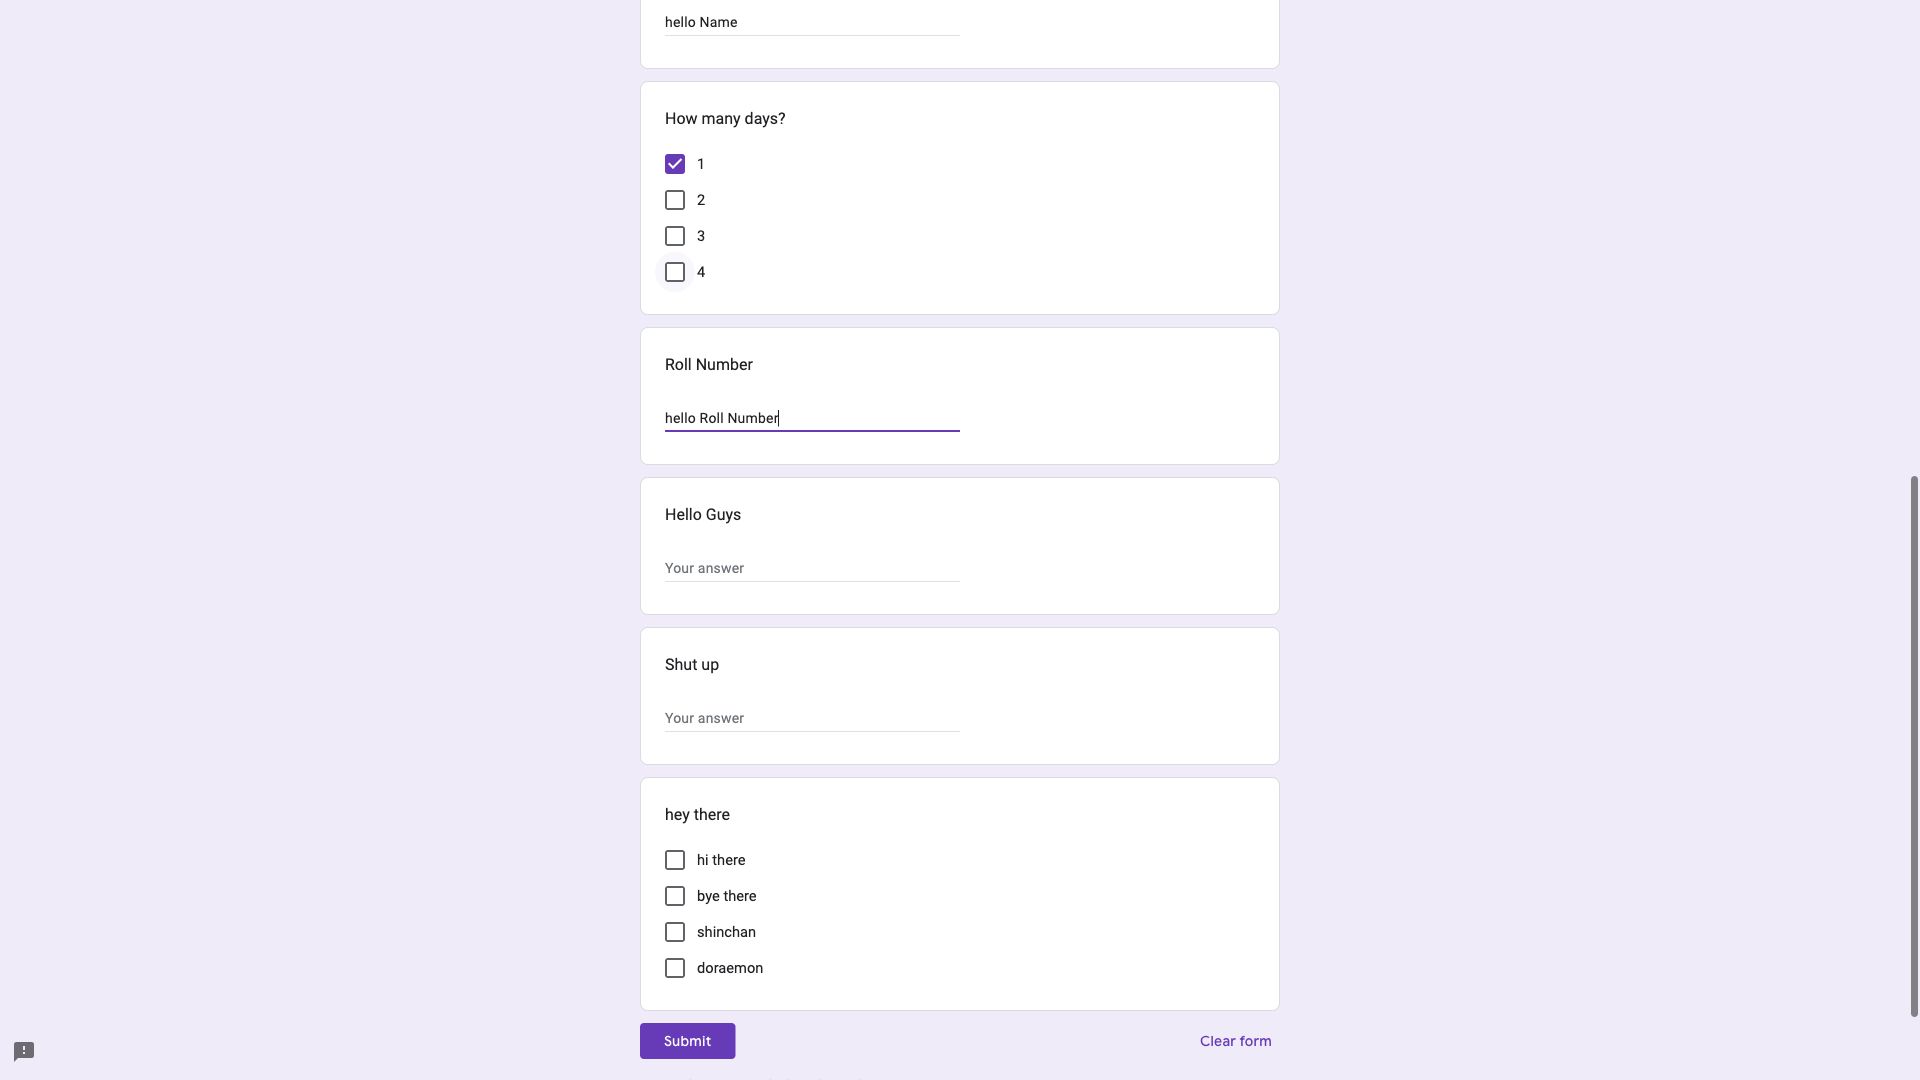 hello Name
How many days?
1
2
3
4
Roll Number
hello Roll Number
Hello Guys
Your answer
Shut up
Your answer
hey there
hi there
bye there
shinchan
doraemon
Submit
Clear form